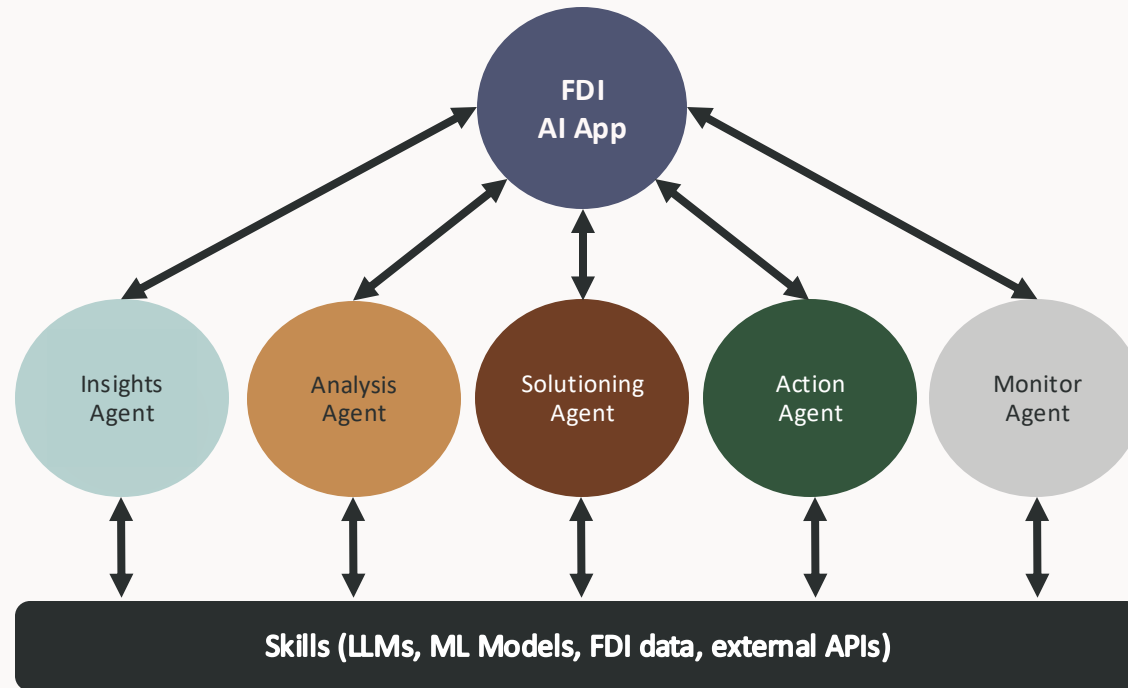 FDI
AI App
Insights
Agent
Analysis
Agent
Solutioning
Agent
Action
Agent
Monitor
Agent
Skills (LLMs, ML Models, FDI data, external APIs)